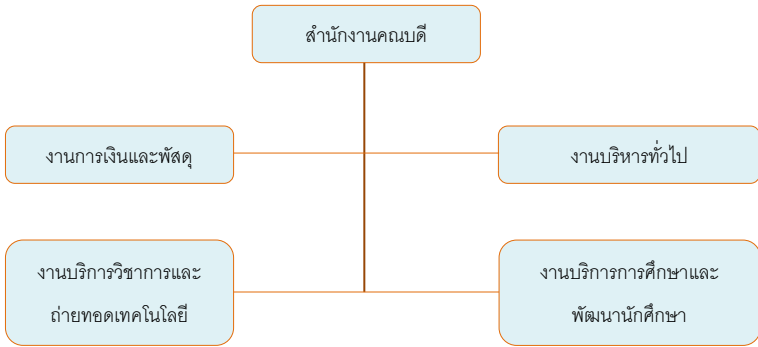 สำนักงานคณบดี
งานการเงินและพัสดุ
งานบริหารทั่วไป
งานบริการวิชาการและ
ถ่ายทอดเทคโนโลยี
งานบริการการศึกษาและ
พัฒนานักศึกษา